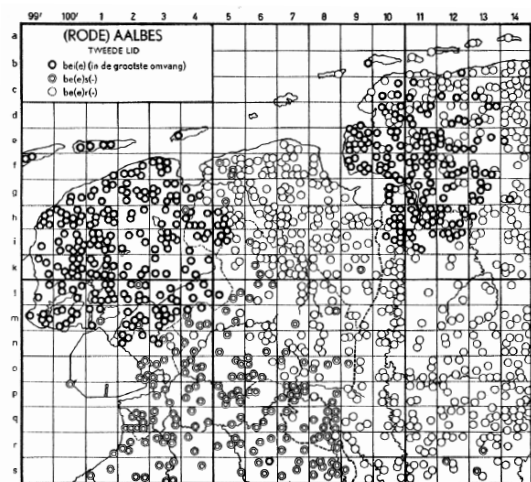 99' 100' 1 2 3 4 5 6 7 8 9 10 11 12 13 14
(RODE) AALBES
TWEEDE LID
bei(e) (in de grootste omvang)
be(e)s(-)
be(e)r(-)
a
b
c
d
e
f
g
h
i
k
l
m
n
o
p
q
r
s